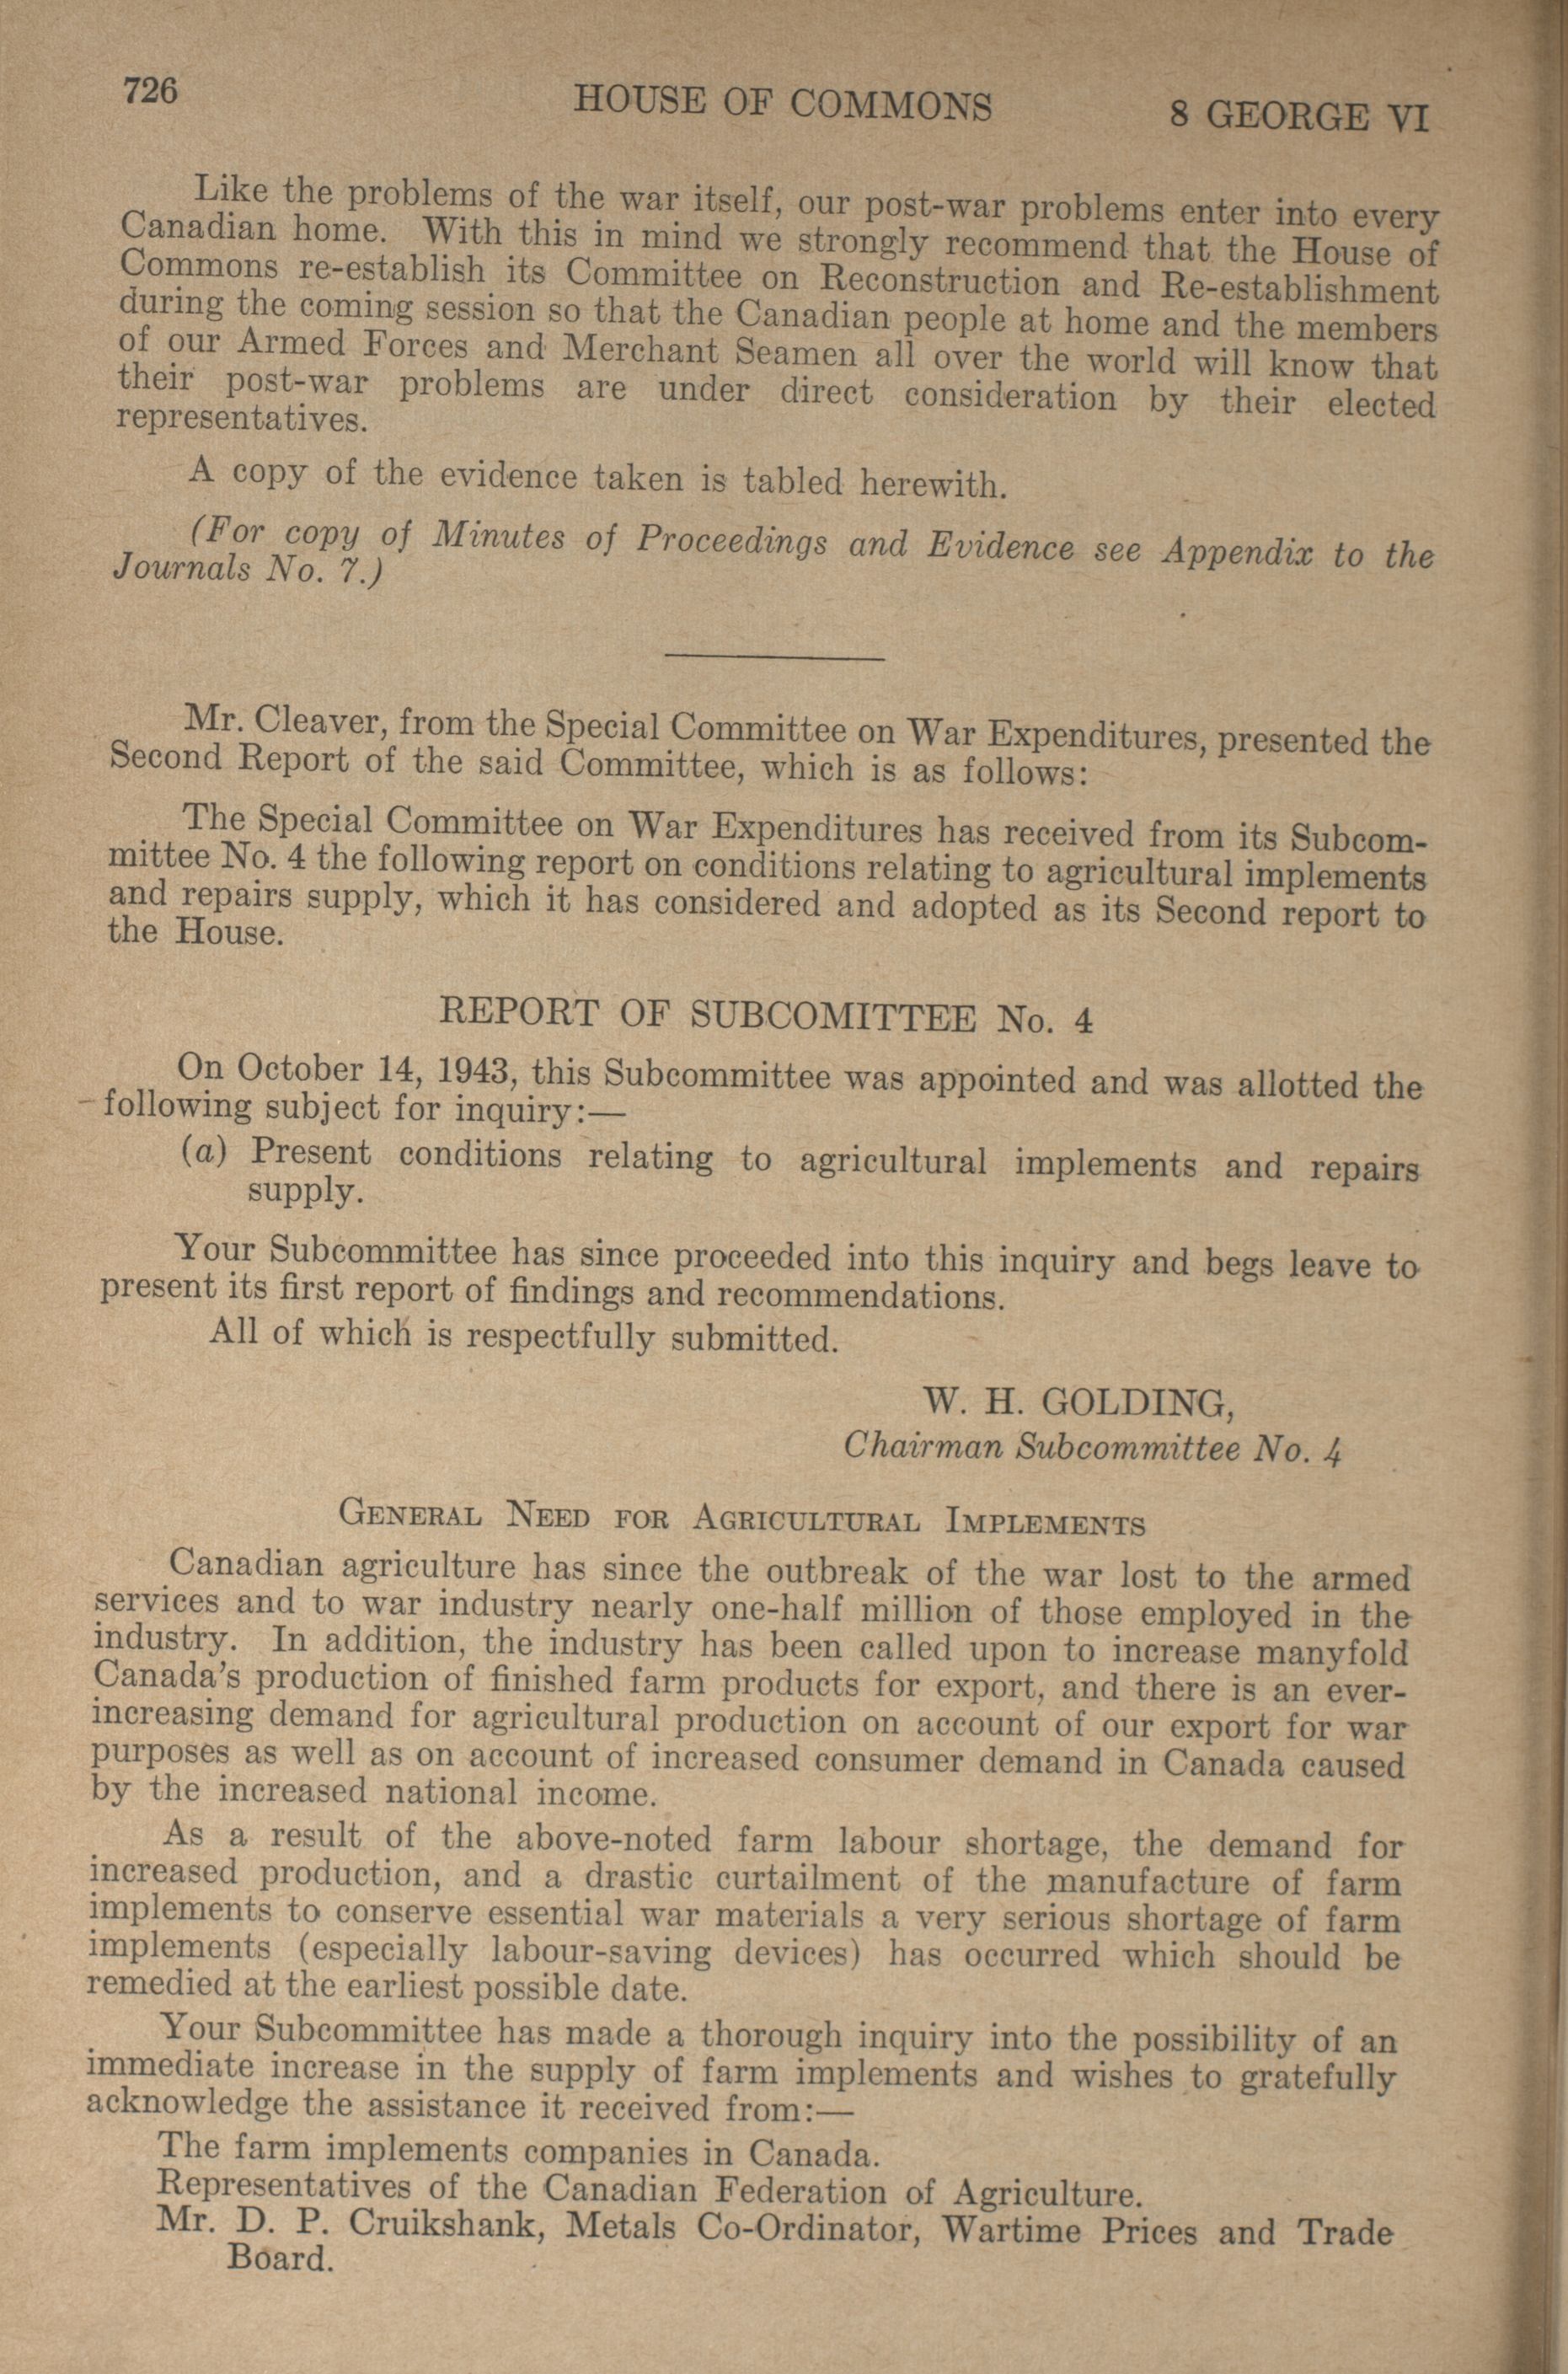 726 HOUSE OF COMMONS 8 GEORGE VI
Like the problems of the war itself, our post-war problems enter into every
Canadian home. With this in mind we strongly recommend that the House of
Commons re-establish its Committee on Reconstruction and Re-establishment
during the coming session so that the Canadian people at home and the members
of our Armed Forces and Merchant Seamen all over the world will know that
their post-war problems are under direct consideration by their elected
representatives.
A copy of the evidence taken is tabled herewith.
(For copy of Minutes of Proceedings and Evidence see Appendix to the
Journals No. 7.)
Mr. Cleaver, from the Special Committee on War Expenditures, presented the
Second Report of the said Committee, which is as follows:
The Special Committee on War Expenditures has received from its Subcom-
mittee No. 4 the following report on conditions relating to agricultural implements
and repairs supply, which it has considered and adopted as its Second report to
the House.
REPORT OF SUBCOMITTEE No. 4
On October 14, 1943, this Subcommittee was appointed and was allotted the
following subject for inquiry:—
(a) Present conditions relating to agricultural implements and repairs
supply.
Your Subcommittee has since proceeded into this inquiry and begs leave to
present its first report of findings and recommendations.
All of which is respectfully submitted.
W. H. GOLDING,
Chairman Subcommittee No. 4
GENERAL NEED FOR AGRICULTURAL IMPLEMENTS
Canadian agriculture has since the outbreak of the war lost to the armed
services and to war industry nearly one-half million of those employed in the
industry. In addition, the industry has been called upon to increase manyfold
Canada's production of finished farm products for export, and there is an ever-
increasing demand for agricultural production on account of our export for war
purposes as well as on account of increased consumer demand in Canada caused
by the increased national income.
As a result of the above-noted farm labour shortage, the demand for
increased production, and a drastic curtailment of the manufacture of farm
implements to conserve essential war materials a very serious shortage of farm
implements (especially labour-saving devices) has occurred which should be
remedied at the earliest possible date.
Your Subcommittee has made a thorough inquiry into the possibility of an
immediate increase in the supply of farm implements and wishes to gratefully
acknowledge the assistance it received from:—
The farm implements companies in Canada.
Representatives of the Canadian Federation of Agriculture.
Mr. D. P. Cruikshank, Metals Co-Ordinator, Wartime Prices and Trade
Board.